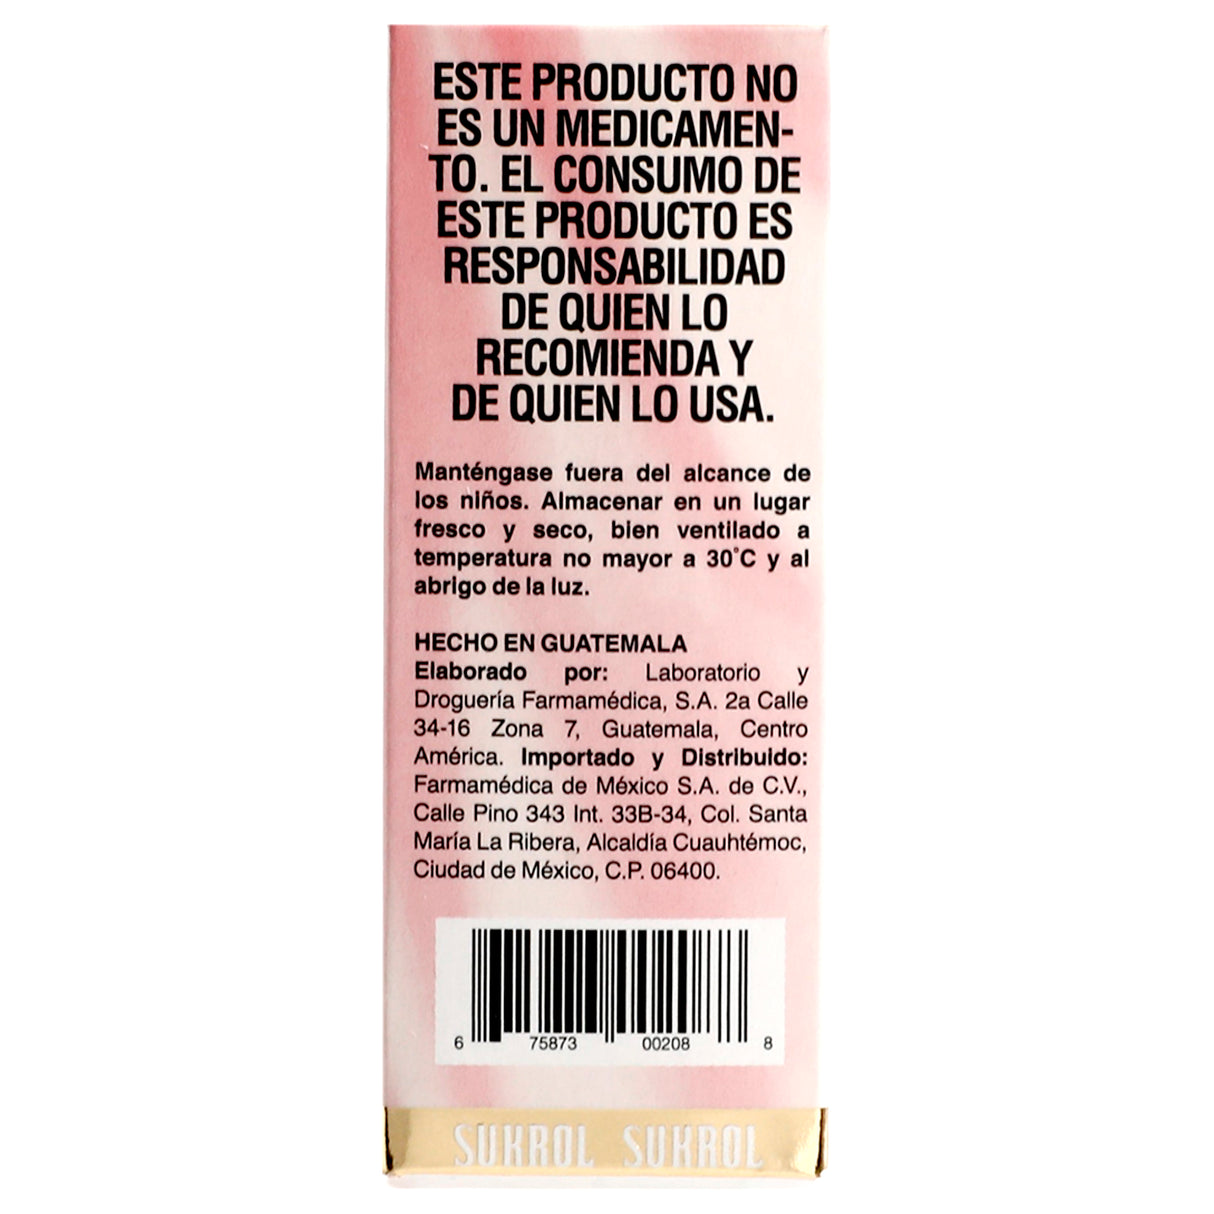 ESTE PRODUCTO NO
ES UN MEDICAMEN-
TO. EL CONSUMO DE
ESTE PRODUCTO ES
RESPONSABILIDAD
DE QUIEN LO
RECOMIENDA Y
DE QUIEN LO USA.
Manténgase fuera del alcance de
los niños. Almacenar en un lugar
fresco y seco, bien ventilado a
temperatura no mayor a 30°C y al
abrigo de la luz.
HECHO EN GUATEMALA
Elaborado por: Laboratorio y
Droguería Farmamédica, S.A. 2a Calle
34-16 Zona 7, Guatemala, Centro
América. Importado y Distribuido:
Farmamédica de México S.A. de C.V.,
Calle Pino 343 Int. 33B-34, Col. Santa
María La Ribera, Alcaldía Cuauhtémoc,
Ciudad de México, C.P. 06400.
6 75873 00208 8
SUKROL SUKROL